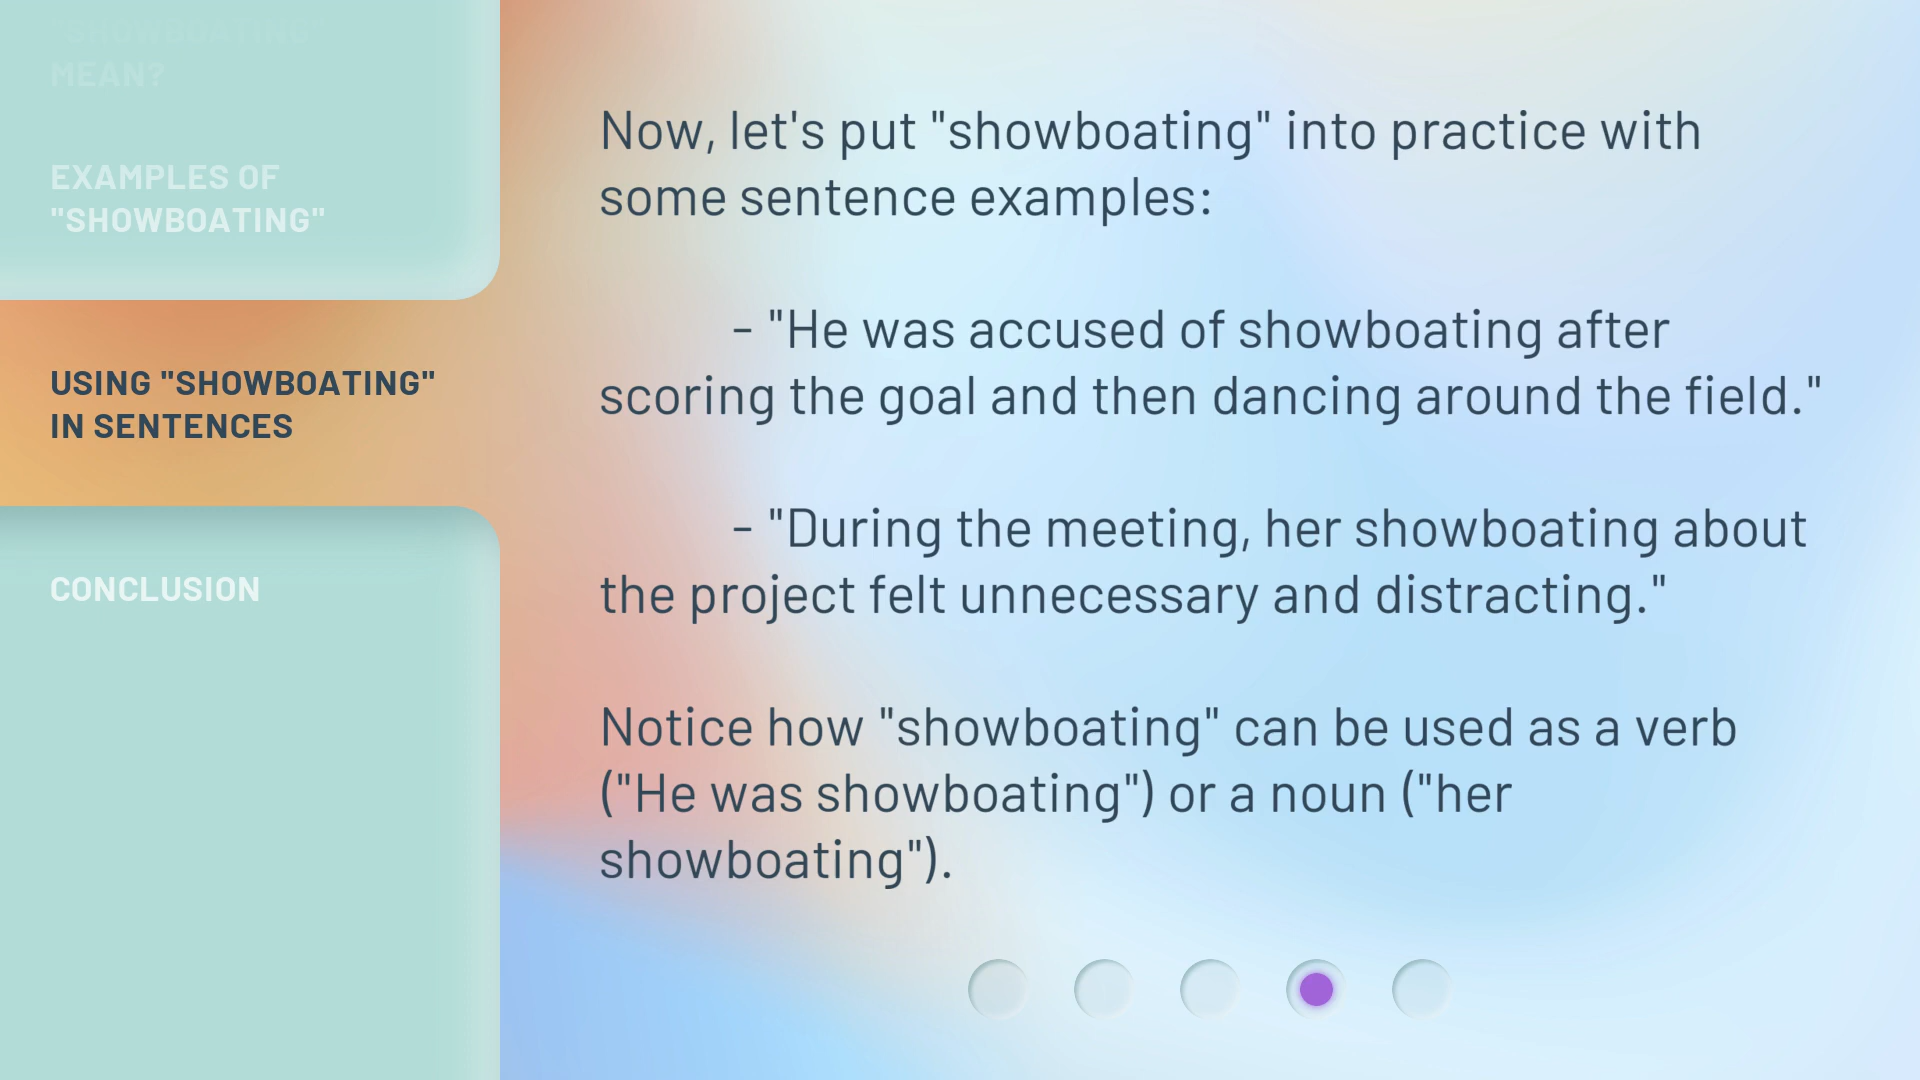 "SHOWBOATING
MEAN?
EXAMPLES OF
"SHOWBOATING"
USING "SHOWBOATING"
IN SENTENCES
CONCLUSION
Now, let's put "showboating" into practice with
some sentence examples:
- "He was accused of showboating after
scoring the goal and then dancing around the field."
- "During the meeting, her showboating about
the project felt unnecessary and distracting."
Notice how "showboating" can be used as a verb
("He was showboating") or a noun ("her
showboating").